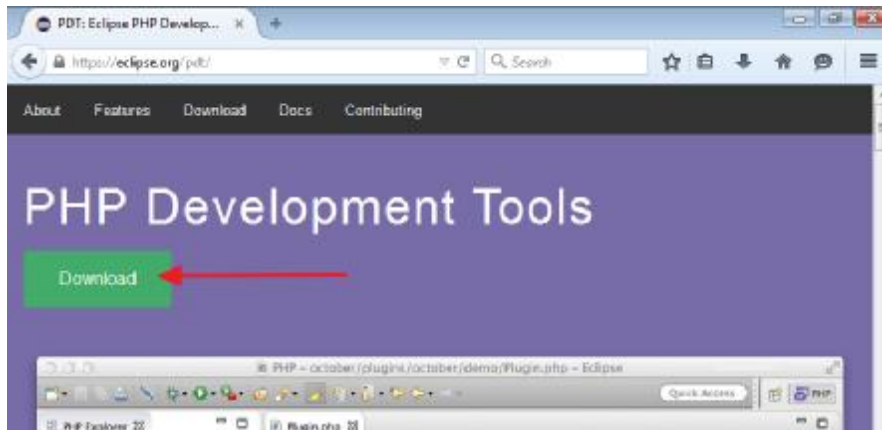 PDT: Eclipse PHP Develop...
https://eclipse.org/pdt/
Search
About Features Download Docs Contributing
PHP Development Tools
Download
PHP – october/plugins/october/demo/Plugin.php – Eclipse
Quick Access
PHP
PHP Explorer
Plugin.php